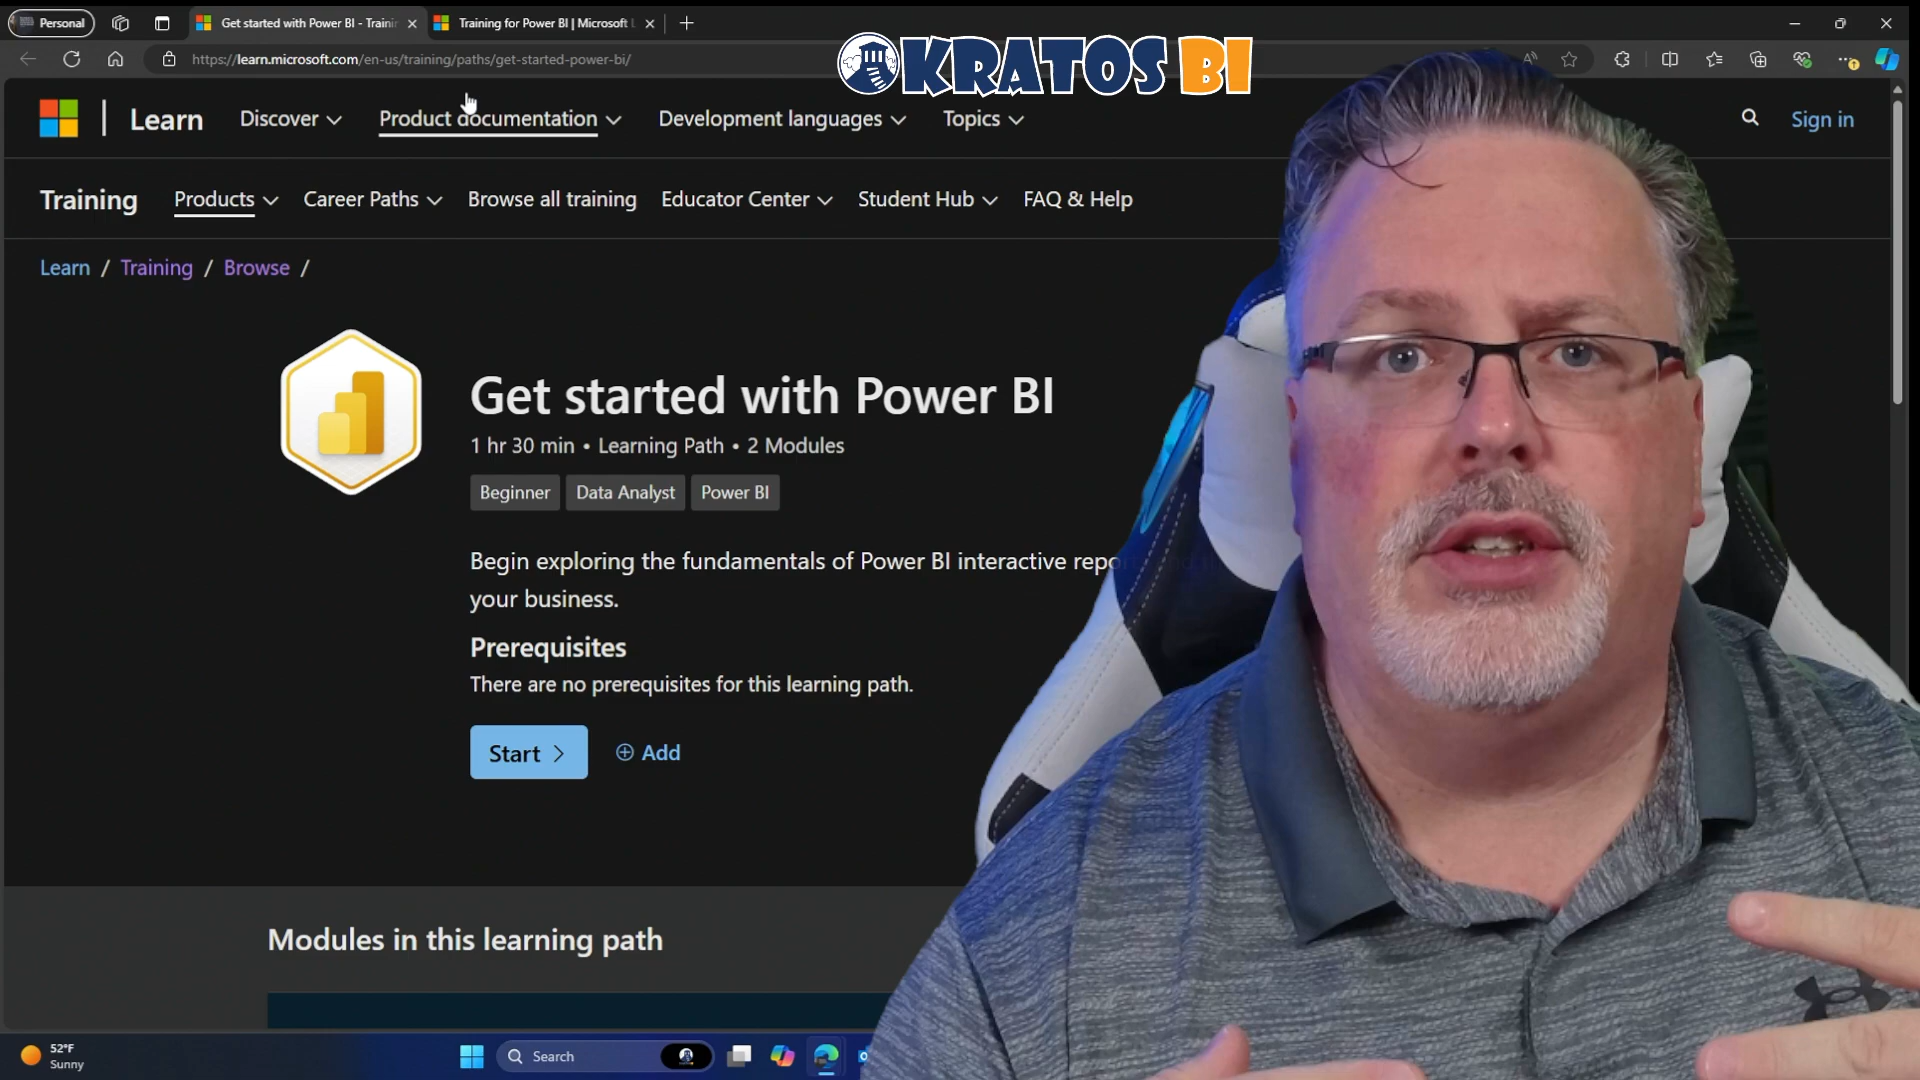 Personal
Get started with Power BI - Traini
Training for Power BI | Microsoft L
https://learn.microsoft.com/en-us/training/paths/get-started-power-bi/
KRATOS BI
Learn
Discover
Product documentation
Development languages
Topics
Sign in
Training
Products
Career Paths
Browse all training
Educator Center
Student Hub
FAQ & Help
Learn / Training / Browse /
Get started with Power BI
1 hr 30 min • Learning Path • 2 Modules
Beginner
Data Analyst
Power BI
Begin exploring the fundamentals of Power BI interactive repo
your business.
Prerequisites
There are no prerequisites for this learning path.
Start
Add
Modules in this learning path
52°F
Sunny
Search